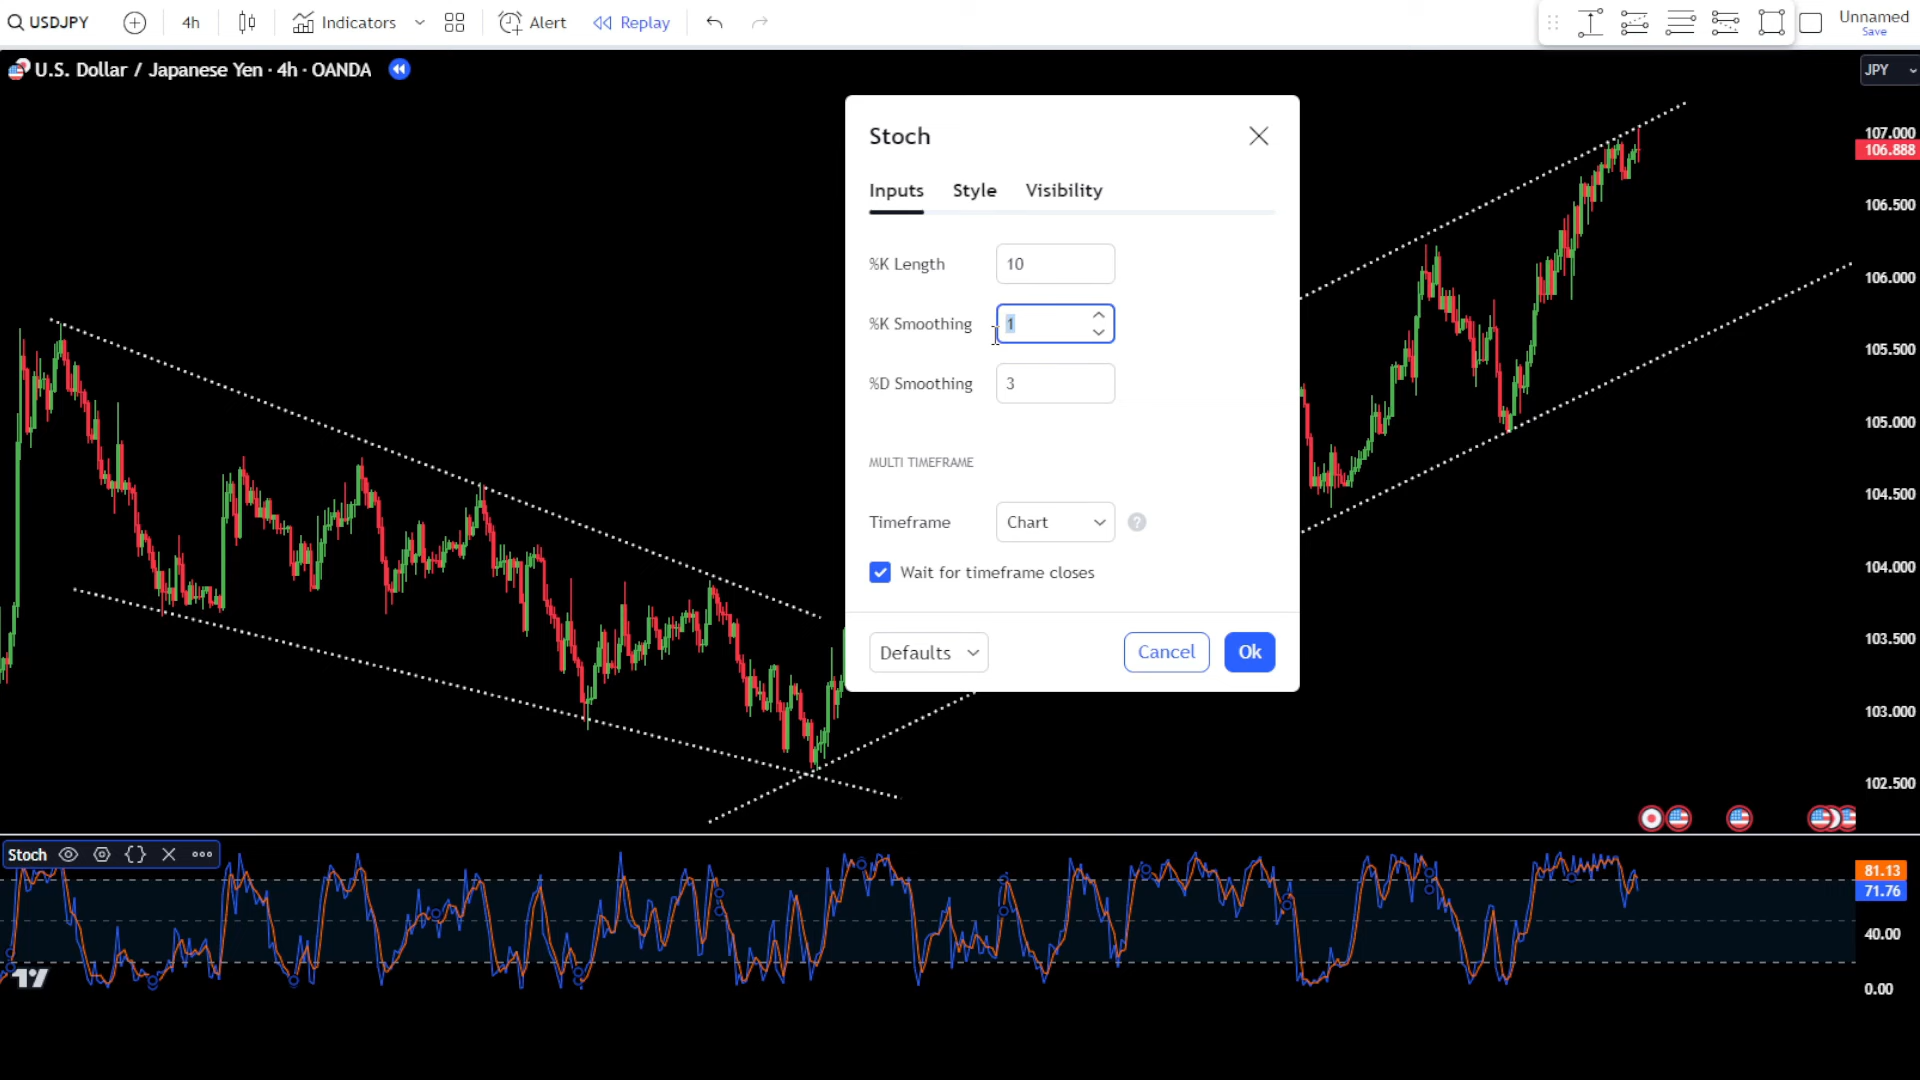 USDJPY
4h
Indicators
Alert
Replay
Unnamed
Save
U.S. Dollar / Japanese Yen · 4h · OANDA
JPY
107.000
106.888
106.500
106.000
105.500
105.000
104.500
104.000
103.500
103.000
102.500
Stoch
Inputs
Style
Visibility
%K Length
10
%K Smoothing
1
%D Smoothing
3
MULTI TIMEFRAME
Timeframe
Chart
?
Wait for timeframe closes
Defaults
Cancel
Ok
Stoch
81.13
71.76
40.00
0.00